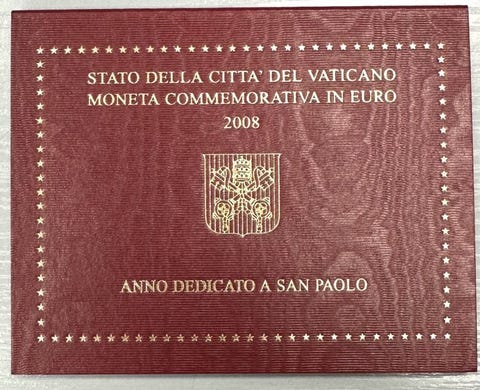 STATO DELLA CITTA' DEL VATICANO
MONETA COMMEMORATIVA IN EURO
2008
ANNO DEDICATO A SAN PAOLO